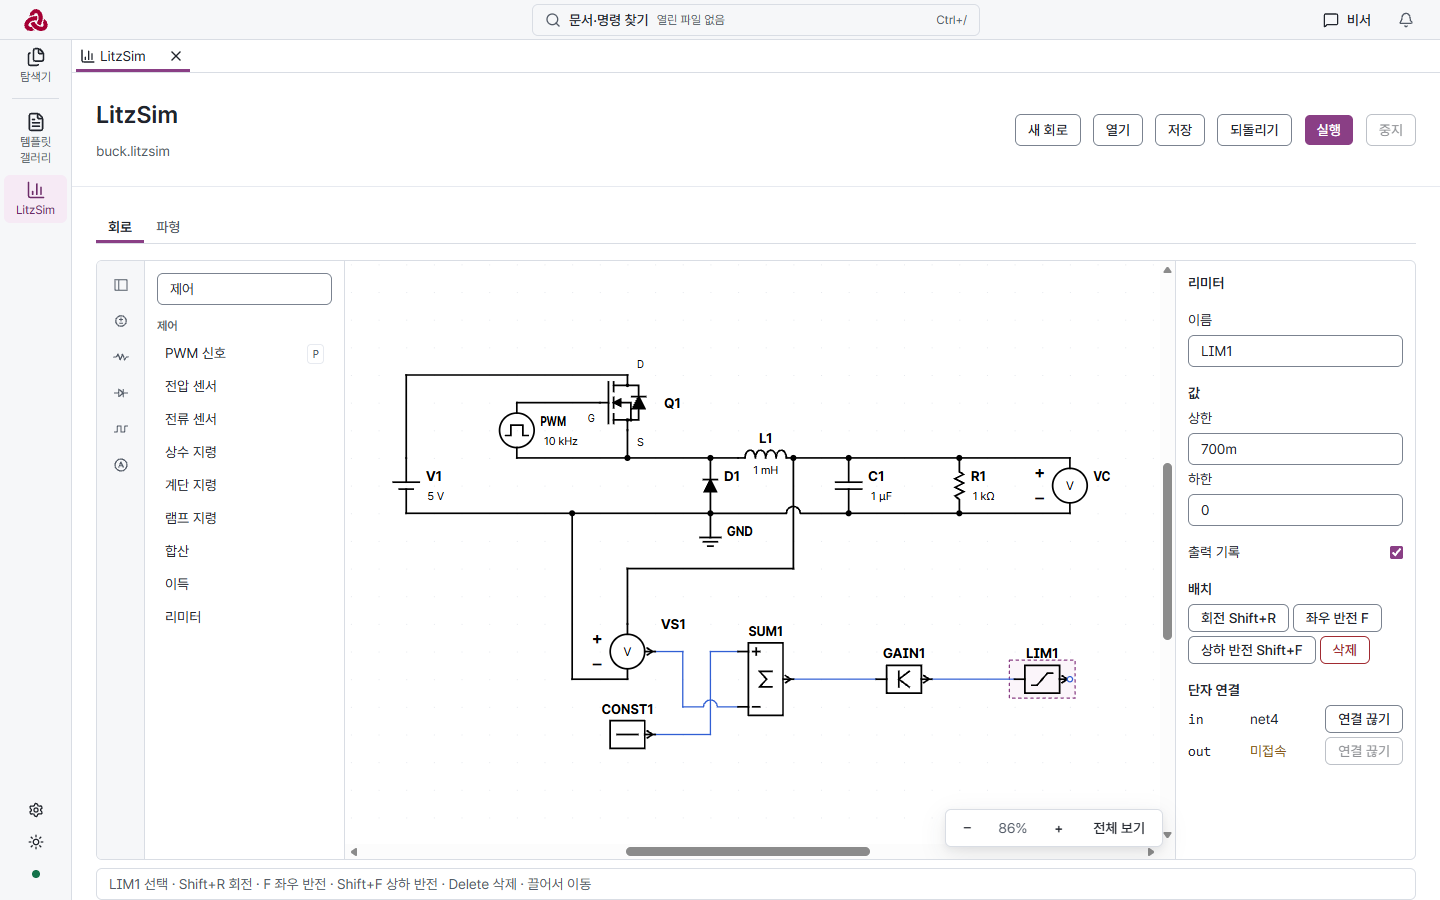 문서·명령 찾기 열린 파일 없음 Ctrl+/
비서
탐색기
템플릿
갤러리
LitzSim
LitzSim
LitzSim
buck.litzsim
새 회로 열기 저장 되돌리기 실행 중지
회로 파형
제어
제어
PWM 신호 P
전압 센서
전류 센서
상수 지령
계단 지령
램프 지령
합산
이득
리미터
D
Q1
G
PWM
10 kHz
S
L1
1 mH
V1
5 V
D1
C1
1 µF
R1
1 kΩ
+
V
−
VC
GND
VS1
+
V
−
SUM1
+
Σ
−
GAIN1
K
LIM1
CONST1
− 86% + 전체 보기
리미터
이름
LIM1
값
상한
700m
하한
0
출력 기록
배치
회전 Shift+R 좌우 반전 F
상하 반전 Shift+F 삭제
단자 연결
in net4 연결 끊기
out 미접속 연결 끊기
LIM1 선택 · Shift+R 회전 · F 좌우 반전 · Shift+F 상하 반전 · Delete 삭제 · 끌어서 이동